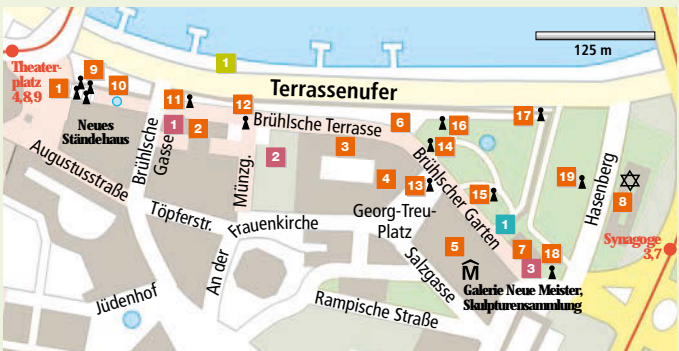 1
125 m
Theater-
platz
4,8,9
9
1
10
Terrassenufer
11
12
17
Neues
Ständehaus
1
2
Brühlsche Terrasse
6
16
Brühlsche
Gasse
14
3
2
Münzg.
Augustusstraße
4
13
Brühlscher Garten
15
19
Hasenberg
8
Töpferstr.
Frauenkirche
An der
Georg-Treu-
Platz
1
5
7
18
3
Synagoge
3,7
M
Salzgasse
Galerie Neue Meister,
Skulpturensammlung
Jüdenhof
Rampische Straße